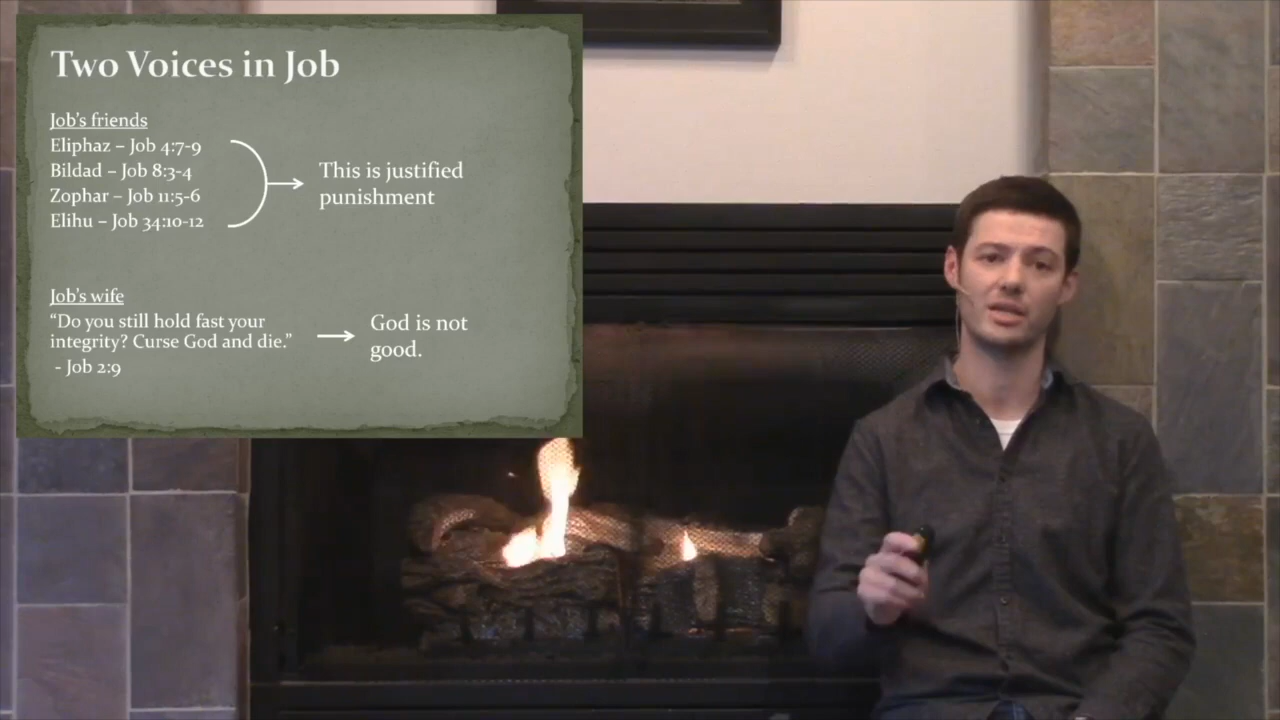 Two Voices in Job
Job's friends
Eliphaz – Job 4:7-9
Bildad – Job 8:3-4
Zophar – Job 11:5-6
Elihu – Job 34:10-12
This is justified
punishment
Job's wife
“Do you still hold fast your
integrity? Curse God and die.”
- Job 2:9
God is not
good.